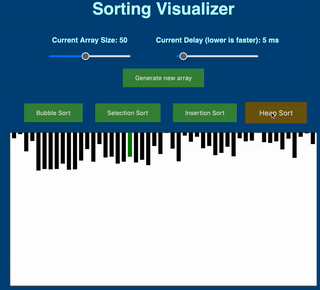 Sorting Visualizer
Current Array Size: 50 Current Delay (lower is faster): 5 ms
Generate new array
Bubble Sort Selection Sort Insertion Sort Heap Sort